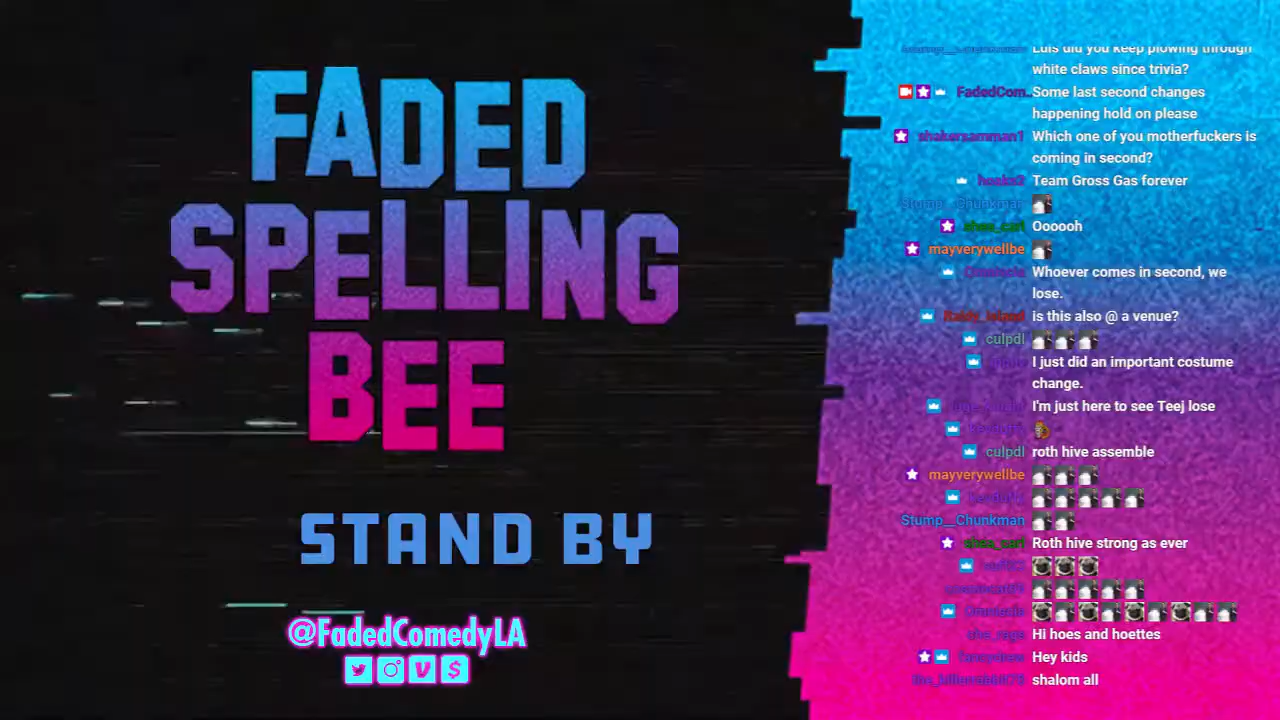 FADED
SPELLING
BEE
STAND BY
@FadedComedyLA
Luis did you keep plowing through
white claws since trivia?
FadedCom.. Some last second changes
happening hold on please
shakersamman1 Which one of you motherfuckers is
coming in second?
Team Gross Gas forever
Stump__Chunkman
shea_carl Oooooh
mayverywellbe
Whoever comes in second, we
lose.
is this also @ a venue?
culpdl
I just did an important costume
change.
I'm just here to see Teej lose
culpdl roth hive assemble
mayverywellbe
Stump__Chunkman
shea_carl Roth hive strong as ever
Hi hoes and hoettes
Hey kids
shalom all